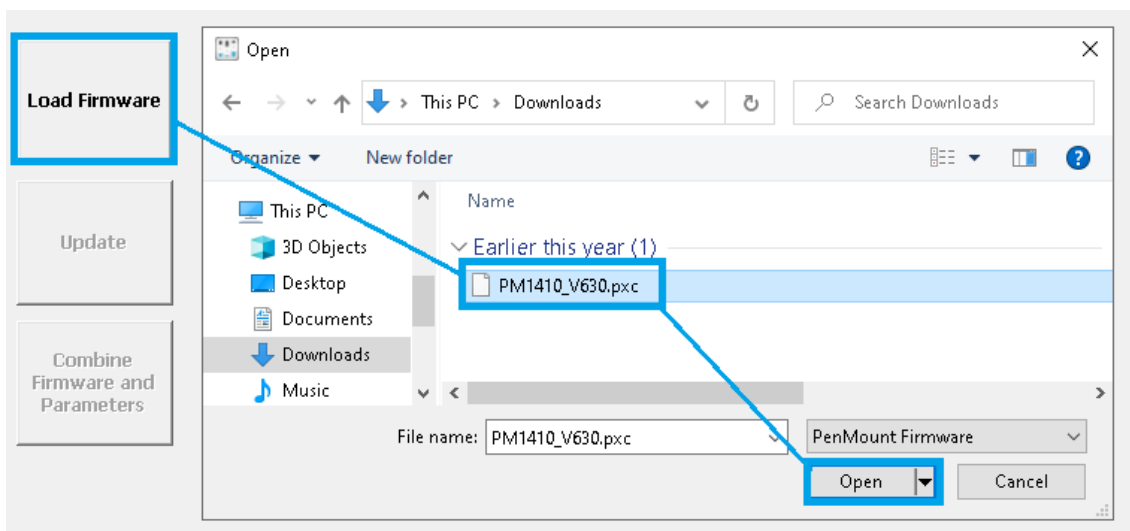 Load Firmware
Update
Combine
Firmware and
Parameters
Open
This PC > Downloads
Search Downloads
Organize
New folder
This PC
3D Objects
Desktop
Documents
Downloads
Music
Name
Earlier this year (1)
PM1410_V630.pxc
File name: PM1410_V630.pxc
PenMount Firmware
Open
Cancel